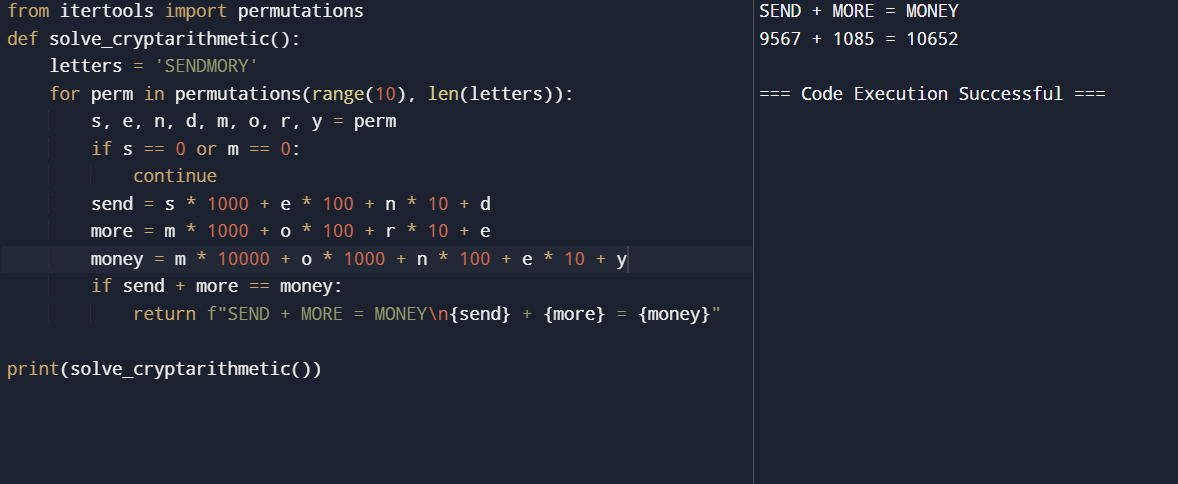 from itertools import permutations
def solve_cryptarithmetic():
    letters = 'SENDMORY'
    for perm in permutations(range(10), len(letters)):
        s, e, n, d, m, o, r, y = perm
        if s == 0 or m == 0:
            continue
        send = s * 1000 + e * 100 + n * 10 + d
        more = m * 1000 + o * 100 + r * 10 + e
        money = m * 10000 + o * 1000 + n * 100 + e * 10 + y
        if send + more == money:
            return f"SEND + MORE = MONEY\n{send} + {more} = {money}"
print(solve_cryptarithmetic())
SEND + MORE = MONEY
9567 + 1085 = 10652
=== Code Execution Successful ===